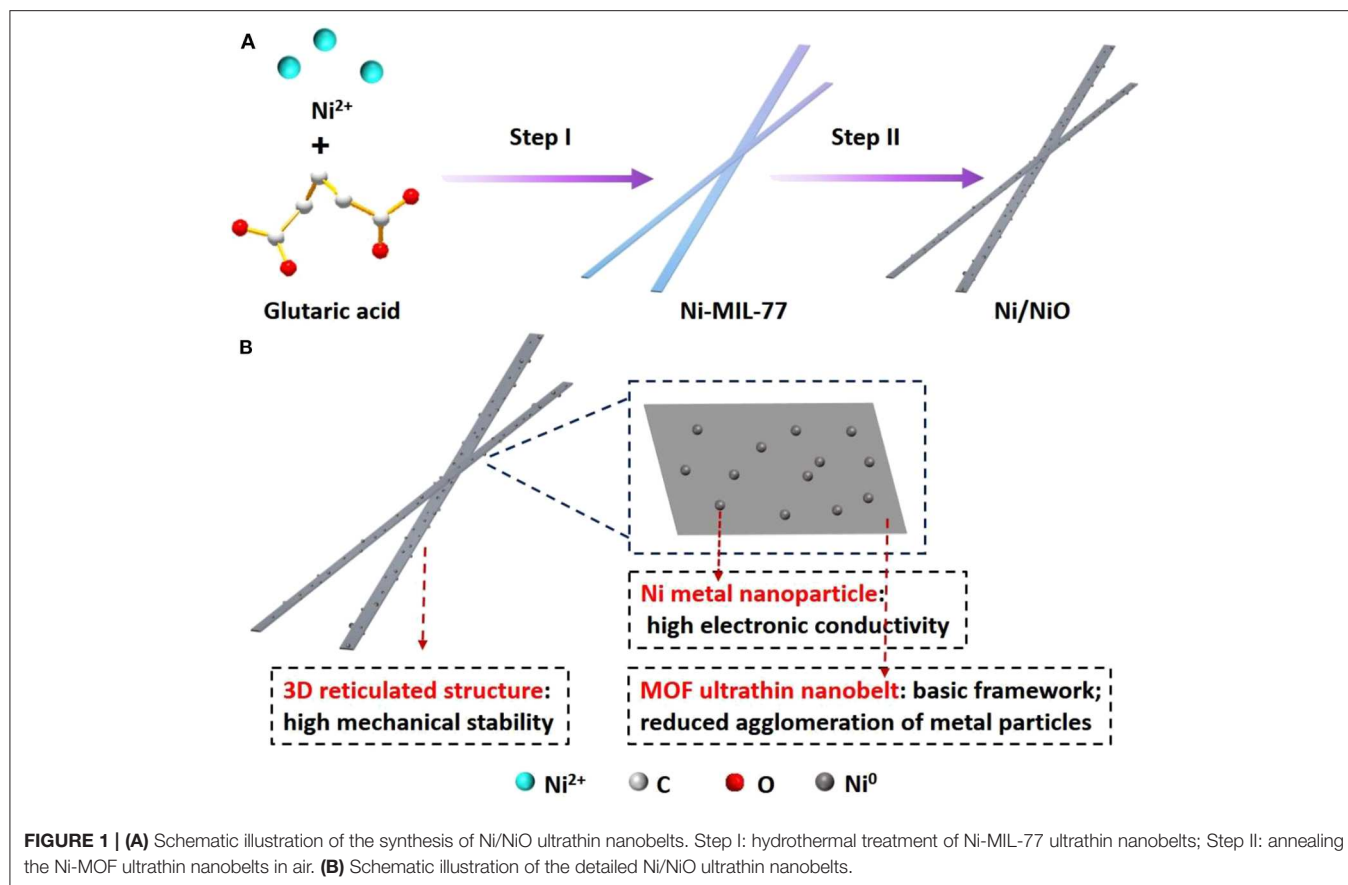 A
Ni2+
+
Glutaric acid
Step I
Ni-MIL-77
Step II
Ni/NiO
B
Ni metal nanoparticle:
high electronic conductivity
3D reticulated structure:
high mechanical stability
MOF ultrathin nanobelt: basic framework;
reduced agglomeration of metal particles
Ni2+ C O Ni0
FIGURE 1 | (A) Schematic illustration of the synthesis of Ni/NiO ultrathin nanobelts. Step I: hydrothermal treatment of Ni-MIL-77 ultrathin nanobelts; Step II: annealing
the Ni-MOF ultrathin nanobelts in air. (B) Schematic illustration of the detailed Ni/NiO ultrathin nanobelts.